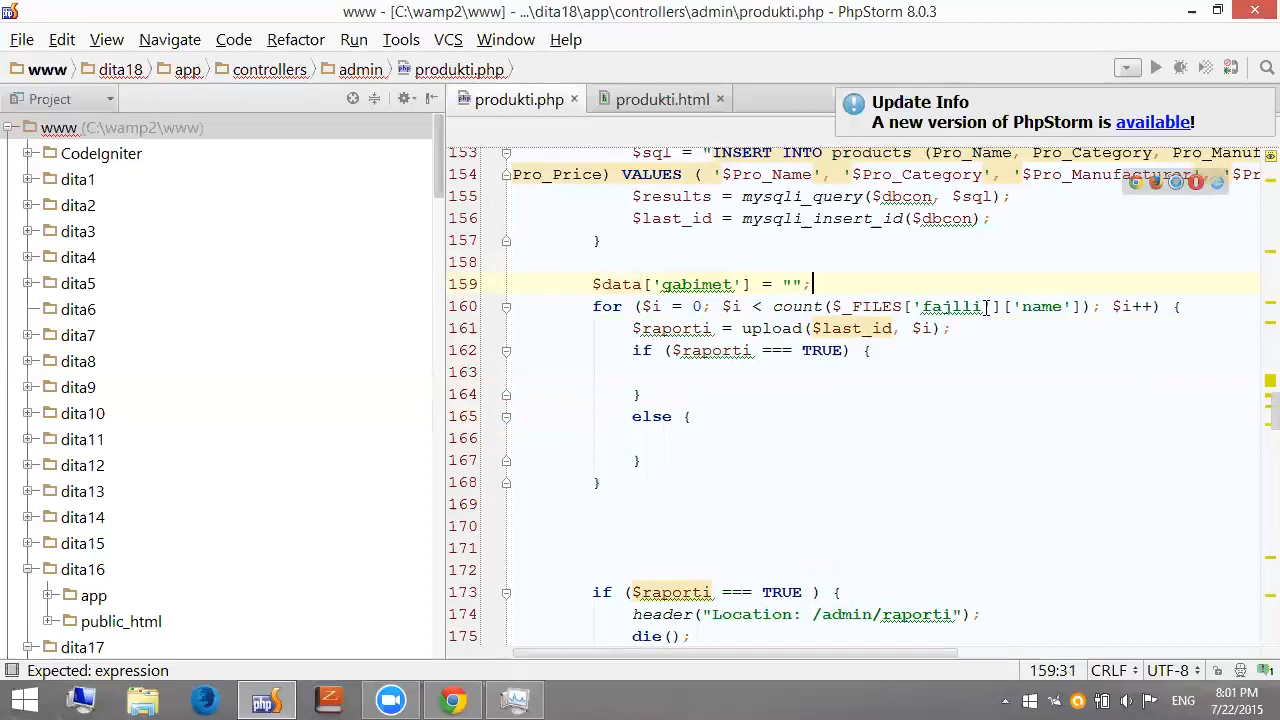 www - [C:\wamp2\www] - ...\dita18\app\controllers\admin\produkti.php - PhpStorm 8.0.3
File Edit View Navigate Code Refactor Run Tools VCS Window Help
www dita18 app controllers admin produkti.php
Project
produkti.php produkti.html
Update Info
A new version of PhpStorm is available!
www (C:\wamp2\www)
CodeIgniter
dita1
dita2
dita3
dita4
dita5
dita6
dita7
dita8
dita9
dita10
dita11
dita12
dita13
dita14
dita15
dita16
app
public_html
dita17
153 $sql = "INSERT INTO products (Pro_Name, Pro_Category, Pro_Manuf
154 Pro_Price) VALUES ( '$Pro_Name', '$Pro_Category', '$Pro_Manufacturer', '$Pr
155 $results = mysqli_query($dbcon, $sql);
156 $last_id = mysqli_insert_id($dbcon);
157 }
158
159 $data['gabimet'] = "";
160 for ($i = 0; $i < count($_FILES['fajlli']['name']); $i++) {
161 $raporti = upload($last_id, $i);
162 if ($raporti === TRUE) {
163
164 }
165 else {
166
167 }
168 }
169
170
171
172
173 if ($raporti === TRUE ) {
174 header("Location: /admin/raporti");
175 die();
Expected: expression
159:31 CRLF UTF-8
ENG
8:01 PM
7/22/2015